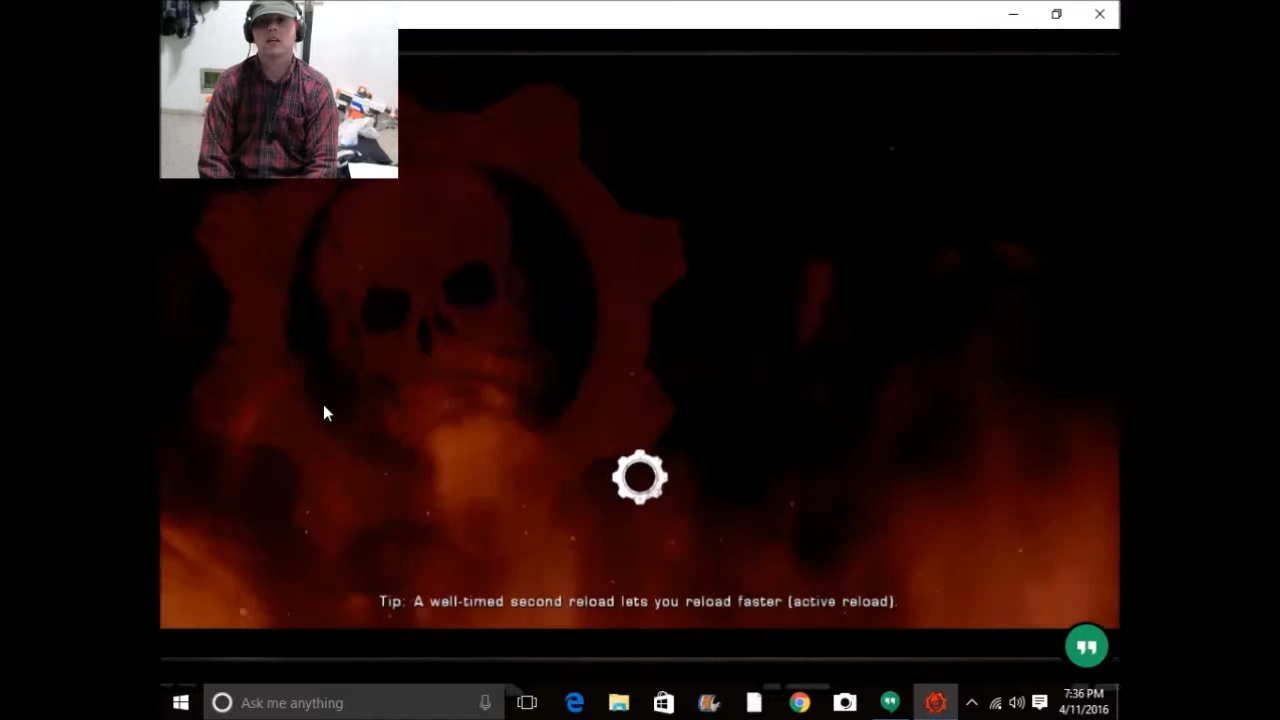 Tip: A well-timed second reload lets you reload faster (active reload).
Ask me anything
7:36 PM
4/11/2016